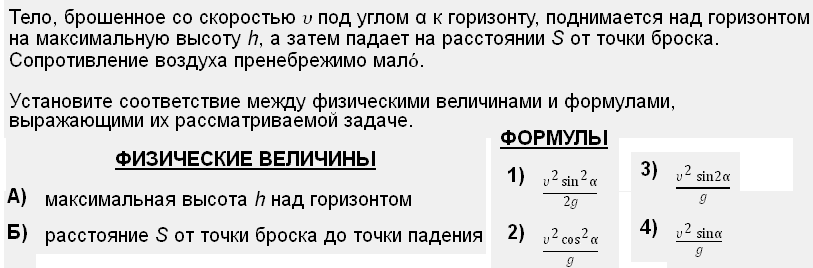 Тело, брошенное со скоростью υ под углом α к горизонту, поднимается над горизонтом
на максимальную высоту h, а затем падает на расстоянии S от точки броска.
Сопротивление воздуха пренебрежимо мало́.
Установите соответствие между физическими величинами и формулами,
выражающими их рассматриваемой задаче.
ФИЗИЧЕСКИЕ ВЕЛИЧИНЫ
А) максимальная высота h над горизонтом
Б) расстояние S от точки броска до точки падения
ФОРМУЛЫ
1) υ² sin² α / 2g
2) υ² cos² α / g
3) υ² sin2α / g
4) υ² sinα / g